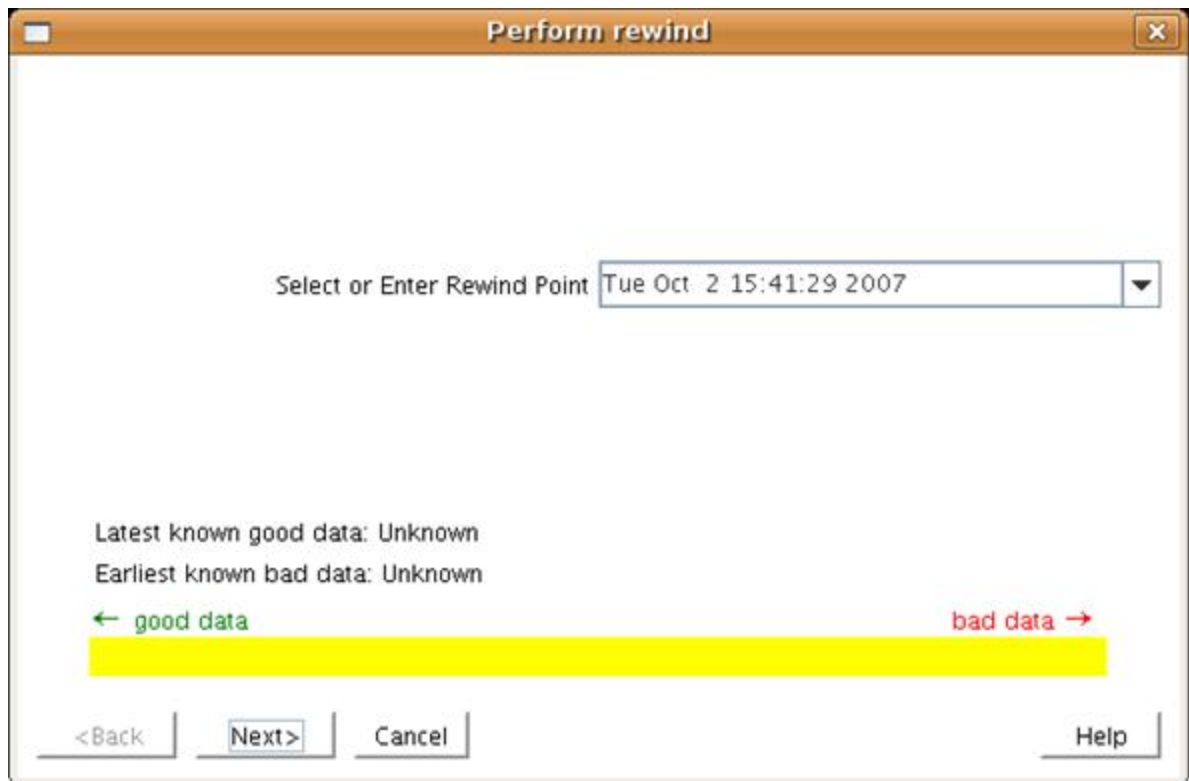 Perform rewind
Select or Enter Rewind Point Tue Oct  2 15:41:29 2007
Latest known good data: Unknown
Earliest known bad data: Unknown
← good data bad data →
<Back Next> Cancel Help